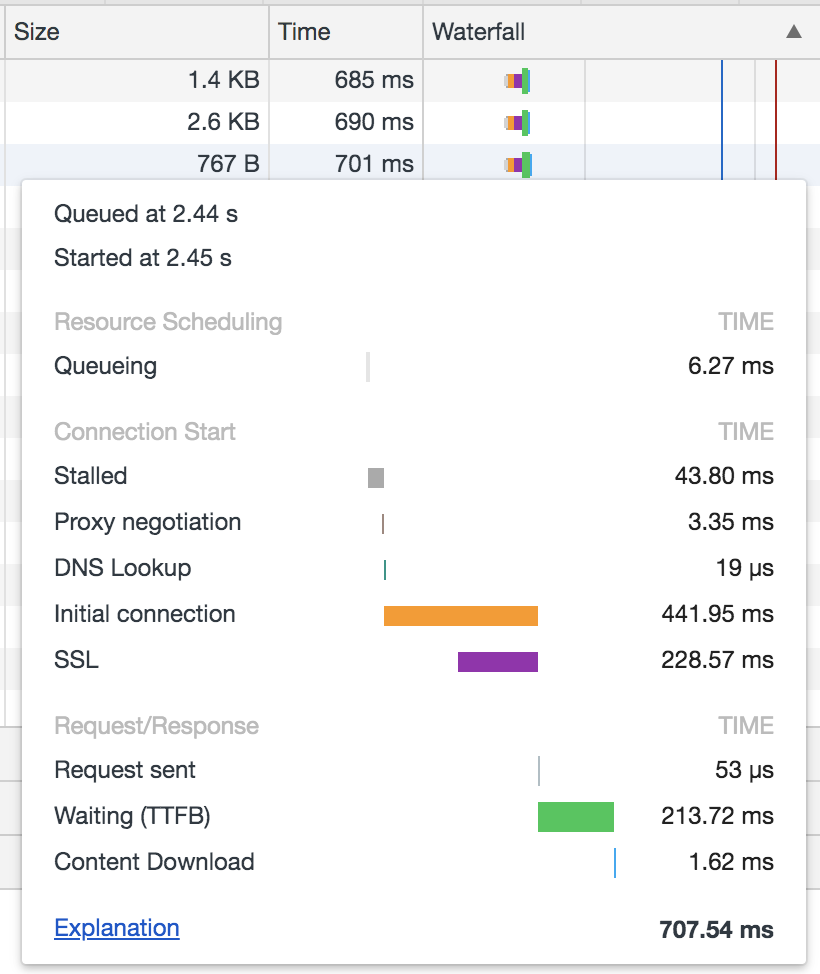 Size Time Waterfall ▲
1.4 KB 685 ms
2.6 KB 690 ms
767 B 701 ms
Queued at 2.44 s
Started at 2.45 s
Resource Scheduling TIME
Queueing 6.27 ms
Connection Start TIME
Stalled 43.80 ms
Proxy negotiation 3.35 ms
DNS Lookup 19 μs
Initial connection 441.95 ms
SSL 228.57 ms
Request/Response TIME
Request sent 53 μs
Waiting (TTFB) 213.72 ms
Content Download 1.62 ms
Explanation 707.54 ms